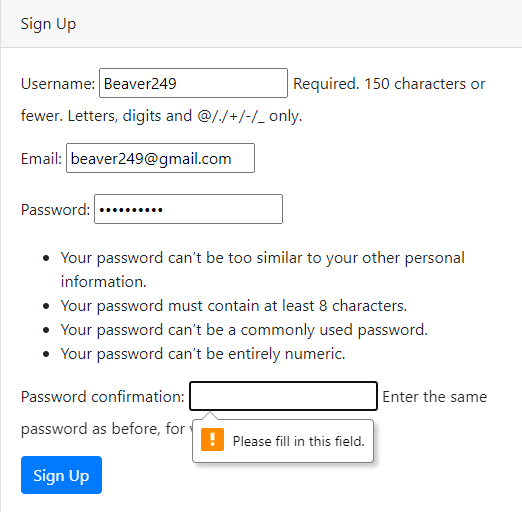 Sign Up
Username: Beaver249 Required. 150 characters or
fewer. Letters, digits and @/./+/-/_ only.
Email: beaver249@gmail.com
Password: ••••••••••
• Your password can’t be too similar to your other personal
information.
• Your password must contain at least 8 characters.
• Your password can’t be a commonly used password.
• Your password can’t be entirely numeric.
Password confirmation: Enter the same
password as before, for
Please fill in this field.
Sign Up